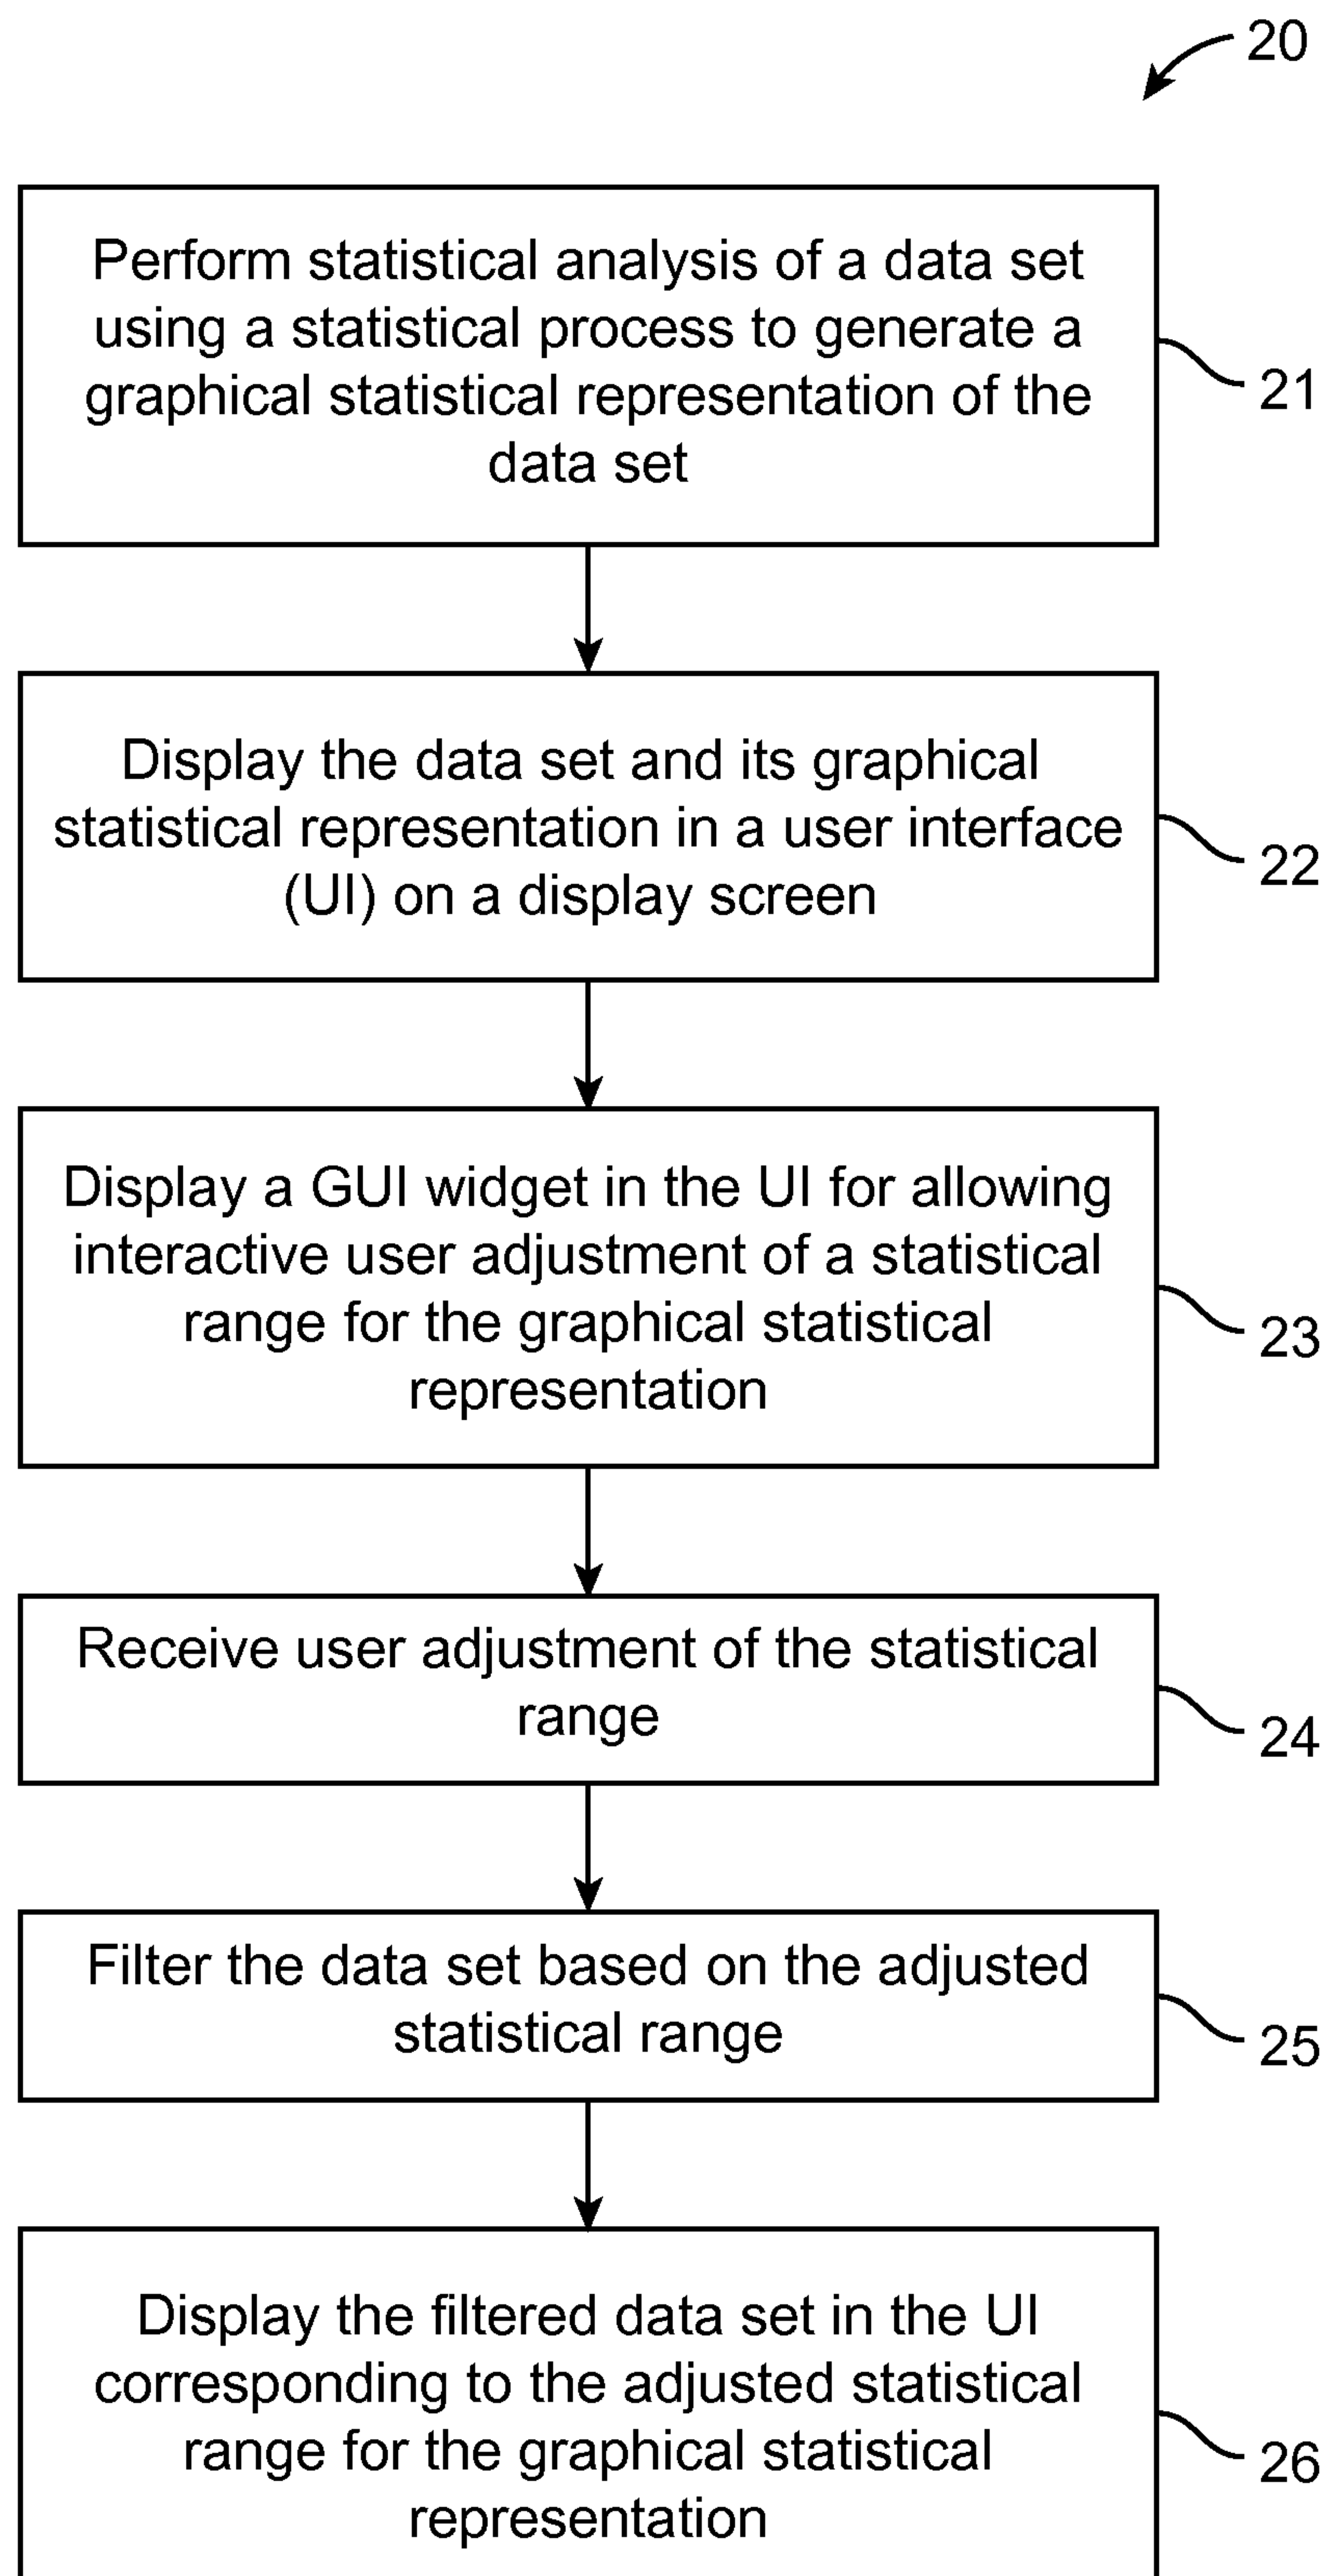 20
Perform statistical analysis of a data set
using a statistical process to generate a
graphical statistical representation of the
data set
21
Display the data set and its graphical
statistical representation in a user interface
(UI) on a display screen
22
Display a GUI widget in the UI for allowing
interactive user adjustment of a statistical
range for the graphical statistical
representation
23
Receive user adjustment of the statistical
range
24
Filter the data set based on the adjusted
statistical range
25
Display the filtered data set in the UI
corresponding to the adjusted statistical
range for the graphical statistical
representation
26